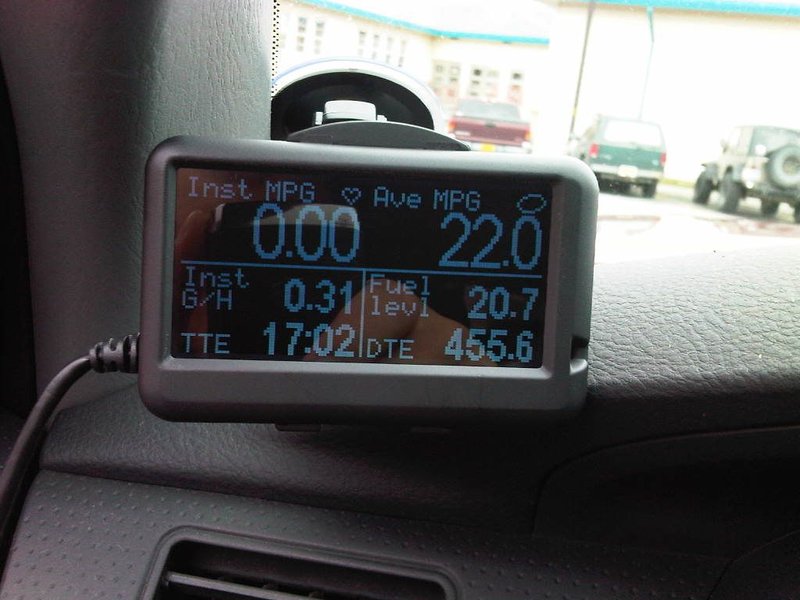 Inst MPG Ave MPG
0.00 22.0
Inst G/H 0.31 Fuel levl 20.7
TTE 17:02 DTE 455.6